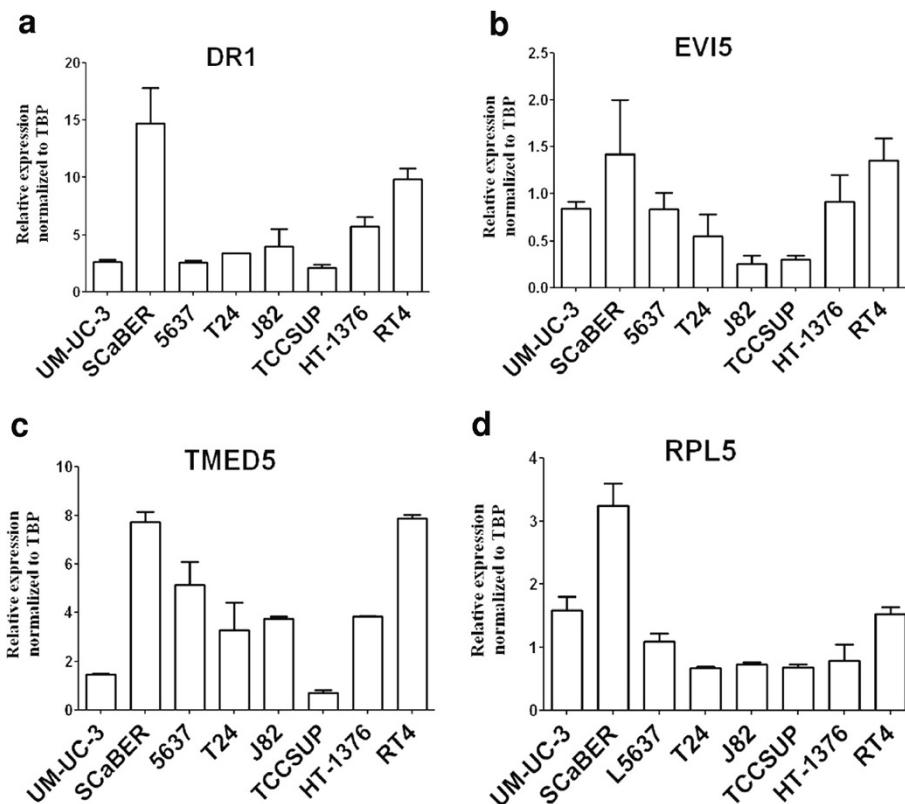 a
DR1
Relative expression
normalized to TBP
20
15
10
5
0
UM-UC-3
SCaBER
5637
T24
J82
TCCSUP
HT-1376
RT4
b
EVI5
Relative expression
normalized to TBP
2.5
2.0
1.5
1.0
0.5
0.0
UM-UC-3
SCaBER
5637
T24
J82
TCCSUP
HT-1376
RT4
c
TMED5
Relative expression
normalized to TBP
10
8
6
4
2
0
UM-UC-3
SCaBER
5637
T24
J82
TCCSUP
HT-1376
RT4
d
RPL5
Relative expression
normalized to TBP
4
3
2
1
0
UM-UC-3
SCaBER
L5637
T24
J82
TCCSUP
HT-1376
RT4